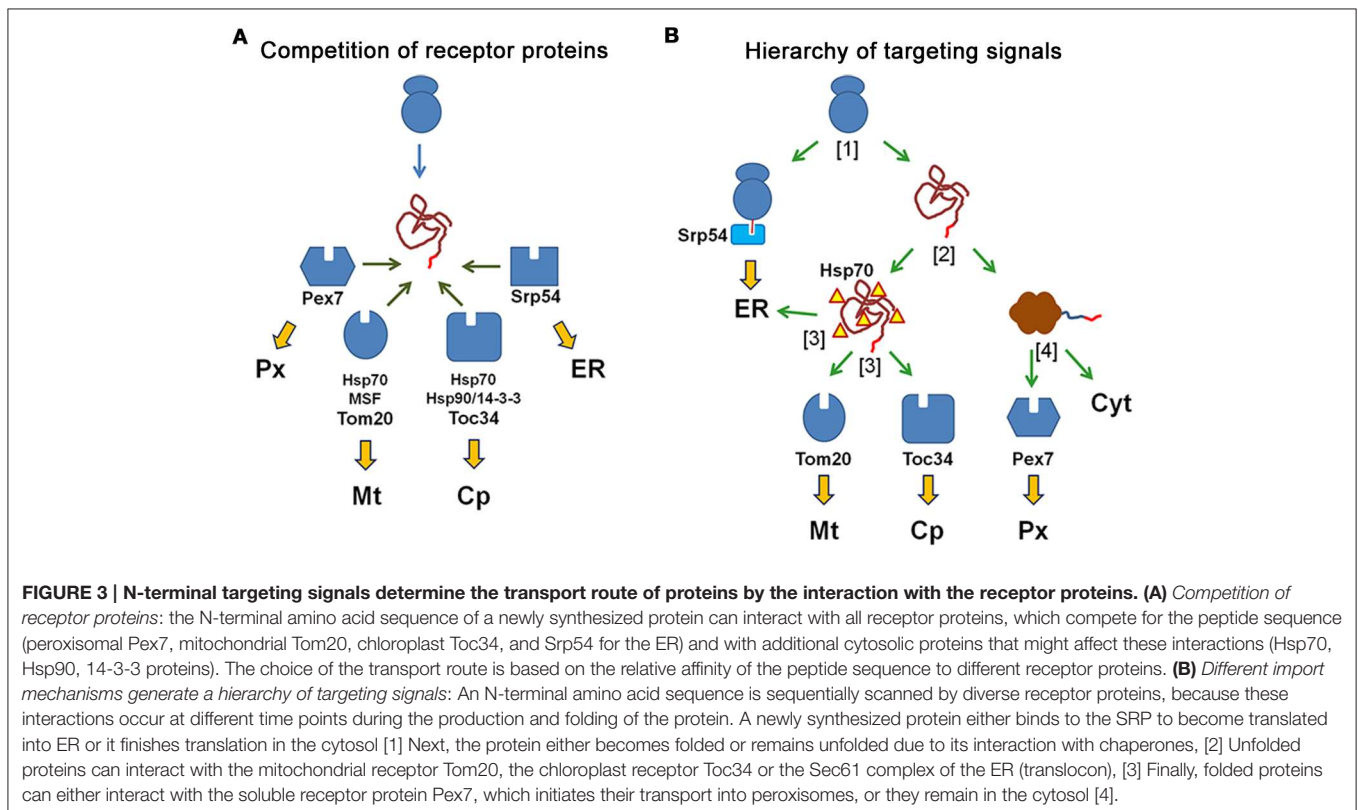 A
Competition of receptor proteins
Pex7
Srp54
Px
Hsp70
MSF
Tom20
Hsp70
Hsp90/14-3-3
Toc34
ER
Mt
Cp
B
Hierarchy of targeting signals
[1]
Srp54
[2]
Hsp70
ER
[3]
[3]
[4]
Cyt
Tom20
Toc34
Pex7
Mt
Cp
Px
FIGURE 3 | N-terminal targeting signals determine the transport route of proteins by the interaction with the receptor proteins. (A) Competition of
receptor proteins: the N-terminal amino acid sequence of a newly synthesized protein can interact with all receptor proteins, which compete for the peptide sequence
(peroxisomal Pex7, mitochondrial Tom20, chloroplast Toc34, and Srp54 for the ER) and with additional cytosolic proteins that might affect these interactions (Hsp70,
Hsp90, 14-3-3 proteins). The choice of the transport route is based on the relative affinity of the peptide sequence to different receptor proteins. (B) Different import
mechanisms generate a hierarchy of targeting signals: An N-terminal amino acid sequence is sequentially scanned by diverse receptor proteins, because these
interactions occur at different time points during the production and folding of the protein. A newly synthesized protein either binds to the SRP to become translated
into ER or it finishes translation in the cytosol [1] Next, the protein either becomes folded or remains unfolded due to its interaction with chaperones, [2] Unfolded
proteins can interact with the mitochondrial receptor Tom20, the chloroplast receptor Toc34 or the Sec61 complex of the ER (translocon), [3] Finally, folded proteins
can either interact with the soluble receptor protein Pex7, which initiates their transport into peroxisomes, or they remain in the cytosol [4].